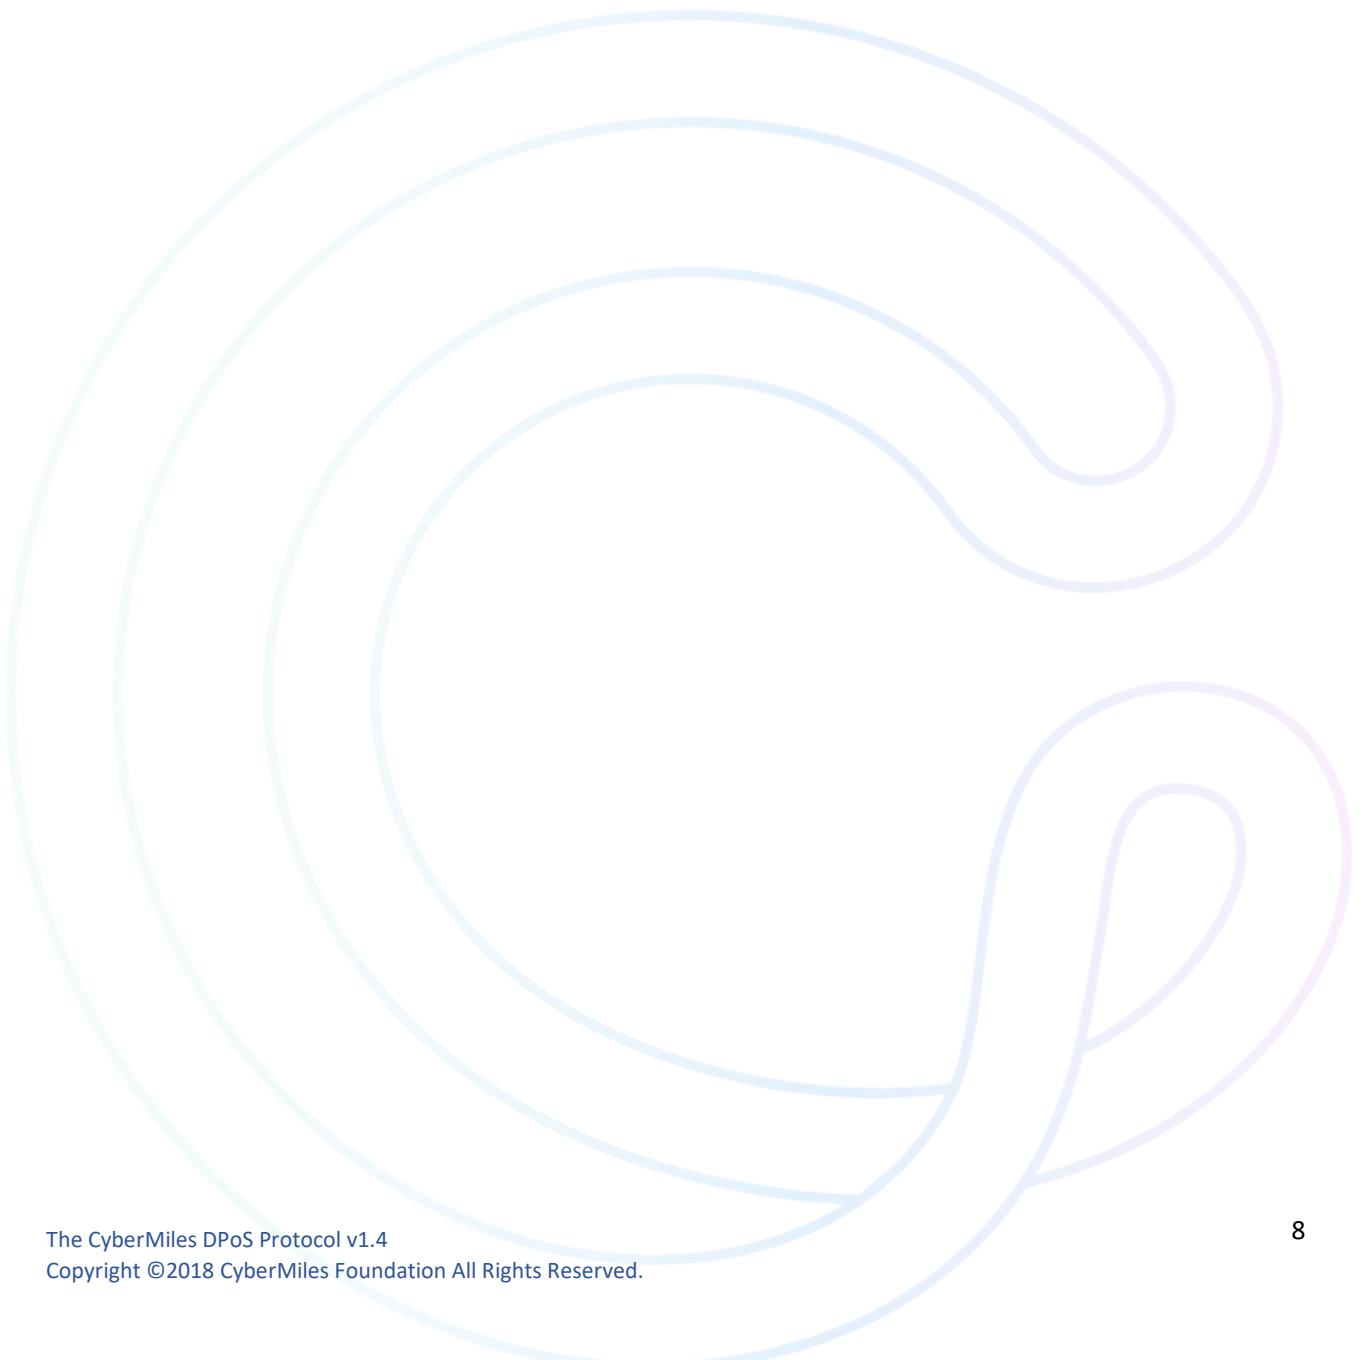 The CyberMiles DPoS Protocol v1.4
8
Copyright ©2018 CyberMiles Foundation All Rights Reserved.